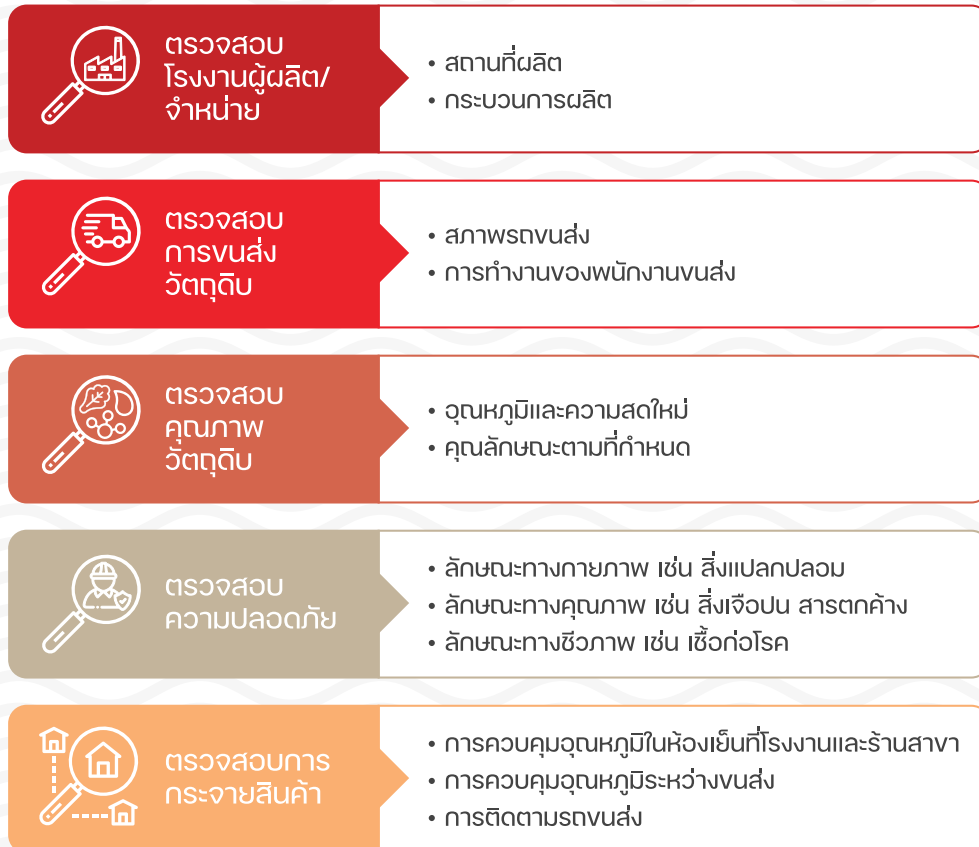 ตรวจสอบ
โรงงานผู้ผลิต/
จำหน่าย
• สถานที่ผลิต
• กระบวนการผลิต
ตรวจสอบ
การขนส่ง
วัตถุดิบ
• สภาพรถขนส่ง
• การทำงานของพนักงานขนส่ง
ตรวจสอบ
คุณภาพ
วัตถุดิบ
• อุณหภูมิและความสดใหม่
• คุณลักษณะตามที่กำหนด
ตรวจสอบ
ความปลอดภัย
• ลักษณะทางกายภาพ เช่น สิ่งแปลกปลอม
• ลักษณะทางคุณภาพ เช่น สิ่งเจือปน สารตกค้าง
• ลักษณะทางชีวภาพ เช่น เชื้อก่อโรค
ตรวจสอบการ
กระจายสินค้า
• การควบคุมอุณหภูมิในห้องเย็นที่โรงงานและร้านสาขา
• การควบคุมอุณหภูมิระหว่างขนส่ง
• การติดตามรถขนส่ง